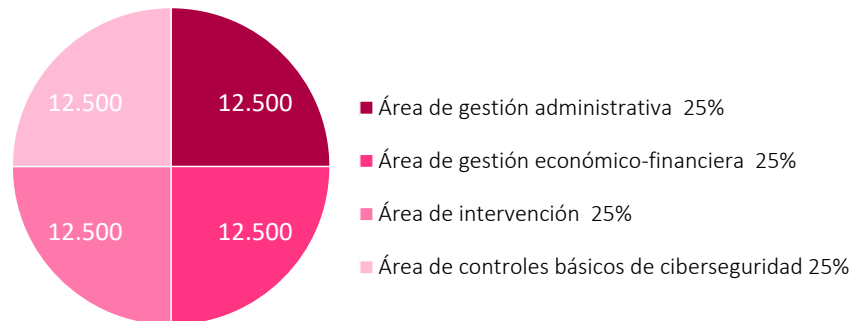 12.500
12.500
12.500
12.500
Área de gestión administrativa 25%
Área de gestión económico-financiera 25%
Área de intervención 25%
Área de controles básicos de ciberseguridad 25%